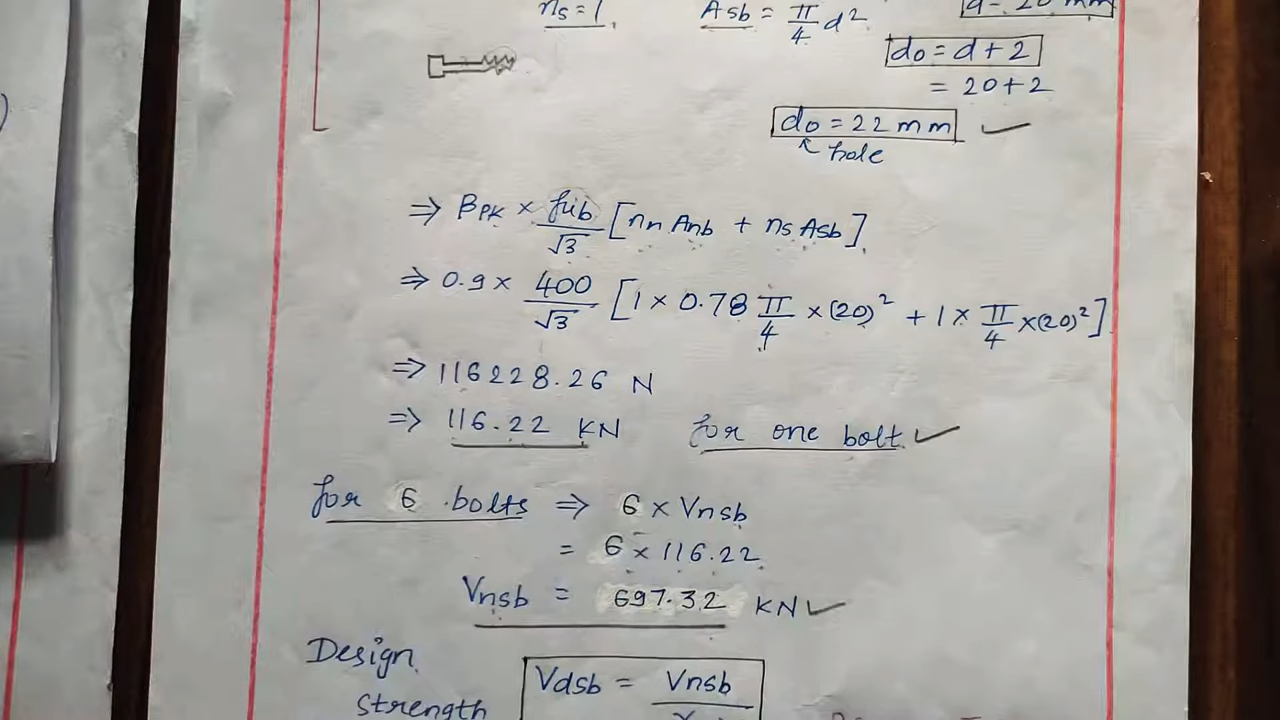 ns = 1
Asb = π/4 d²
d = 20 mm
do = d + 2
= 20 + 2
do = 22 mm
hole
⇒ βPK × fub/√3 [nn Anb + ns Asb]
⇒ 0.9 × 400/√3 [1 × 0.78 π/4 × (20)² + 1 × π/4 × (20)²]
⇒ 116228.26 N
⇒ 116.22 KN for one bolt
for 6 bolts ⇒ 6 × Vnsb
= 6 × 116.22
Vnsb = 697.32 KN
Design
Strength
Vdsb = Vnsb